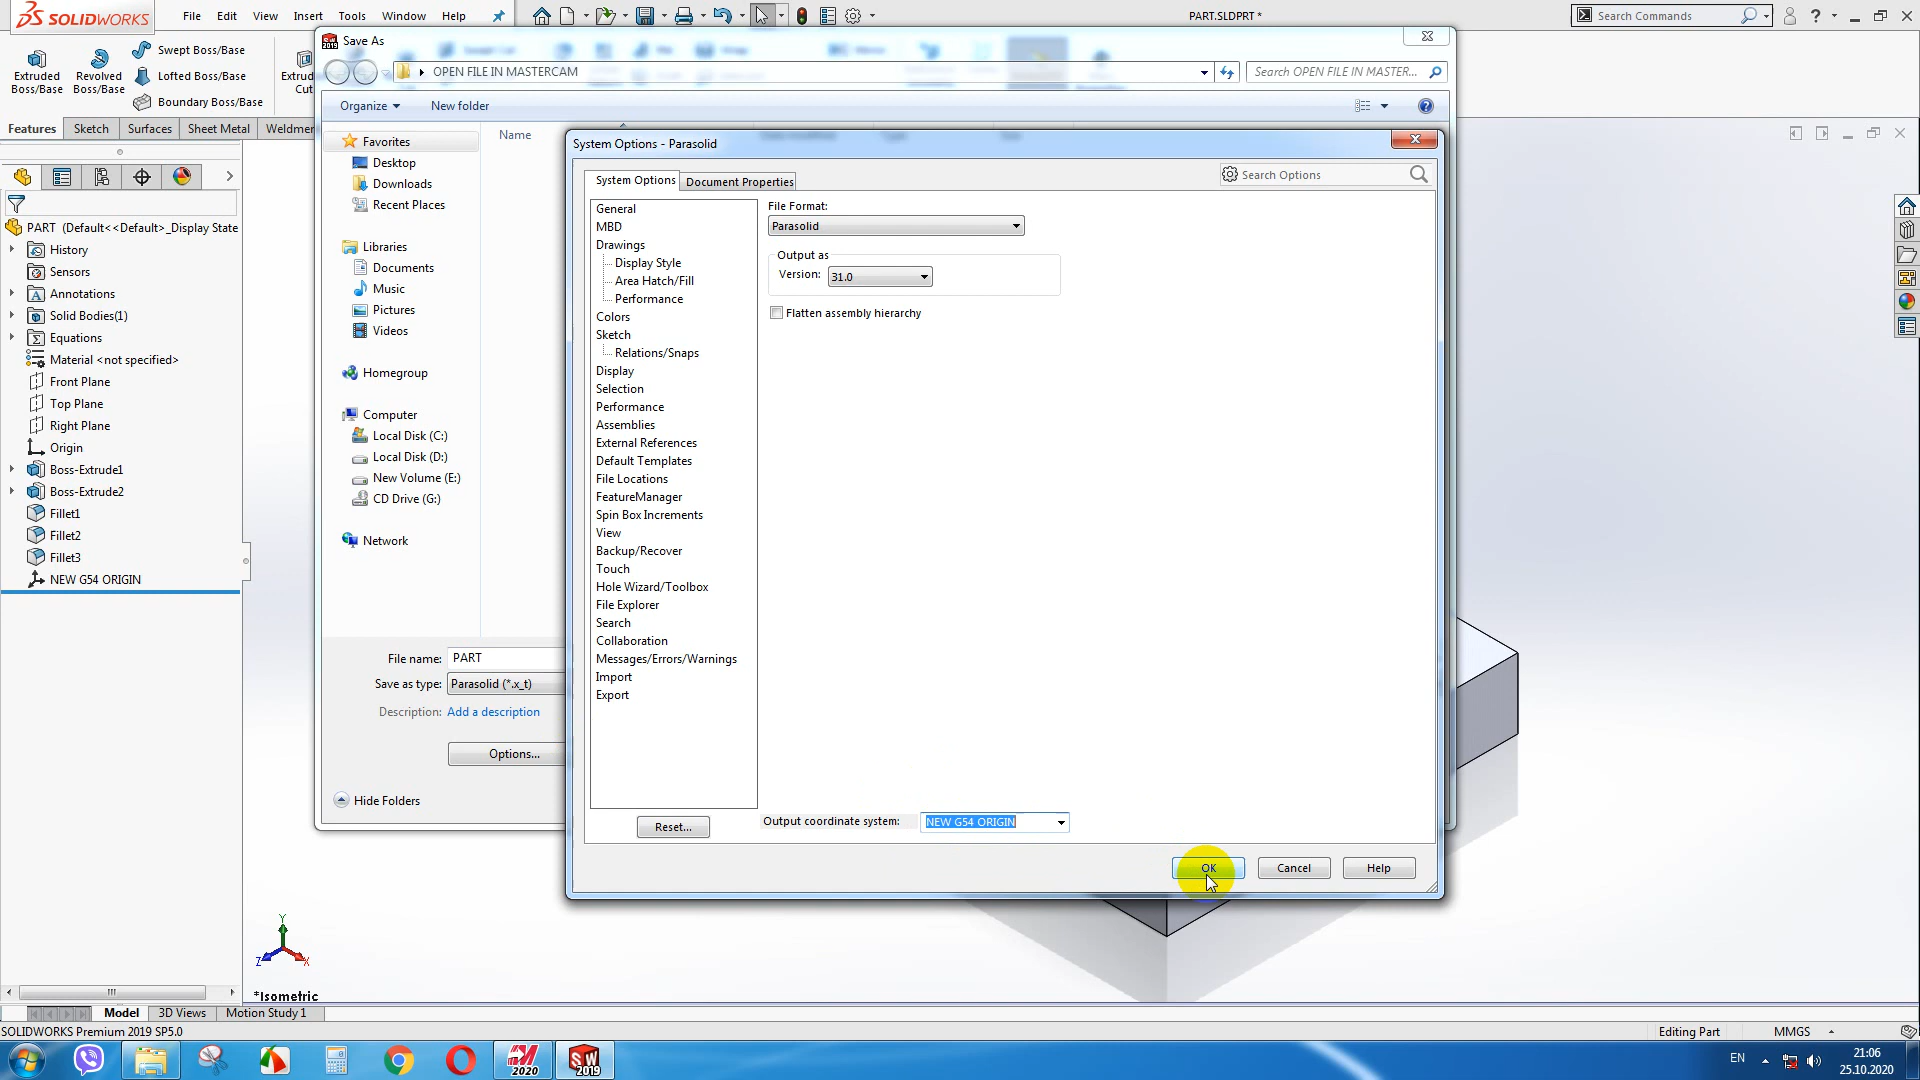 SOLIDWORKS
File Edit View Insert Tools Window Help
PART.SLDPRT *
Search Commands
Extruded Boss/Base
Revolved Boss/Base
Swept Boss/Base
Lofted Boss/Base
Boundary Boss/Base
Extrud
Cut
Features Sketch Surfaces Sheet Metal Weldmer
PART (Default<<Default>_Display State
History
Sensors
Annotations
Solid Bodies(1)
Equations
Material <not specified>
Front Plane
Top Plane
Right Plane
Origin
Boss-Extrude1
Boss-Extrude2
Fillet1
Fillet2
Fillet3
NEW G54 ORIGIN
Save As
OPEN FILE IN MASTERCAM
Search OPEN FILE IN MASTER...
Organize
New folder
Name
Favorites
Desktop
Downloads
Recent Places
Libraries
Documents
Music
Pictures
Videos
Homegroup
Computer
Local Disk (C:)
Local Disk (D:)
New Volume (E:)
CD Drive (G:)
Network
File name: PART
Save as type: Parasolid (*.x_t)
Description: Add a description
Options...
Hide Folders
System Options - Parasolid
System Options
Document Properties
Search Options
General
MBD
Drawings
Display Style
Area Hatch/Fill
Performance
Colors
Sketch
Relations/Snaps
Display
Selection
Performance
Assemblies
External References
Default Templates
File Locations
FeatureManager
Spin Box Increments
View
Backup/Recover
Touch
Hole Wizard/Toolbox
File Explorer
Search
Collaboration
Messages/Errors/Warnings
Import
Export
Reset...
File Format:
Parasolid
Output as
Version: 31.0
Flatten assembly hierarchy
Output coordinate system: NEW G54 ORIGIN
OK Cancel Help
Y
Z X
*Isometric
Model 3D Views Motion Study 1
SOLIDWORKS Premium 2019 SP5.0
Editing Part
MMGS
2020
SW
2019
EN
21:06
25.10.2020